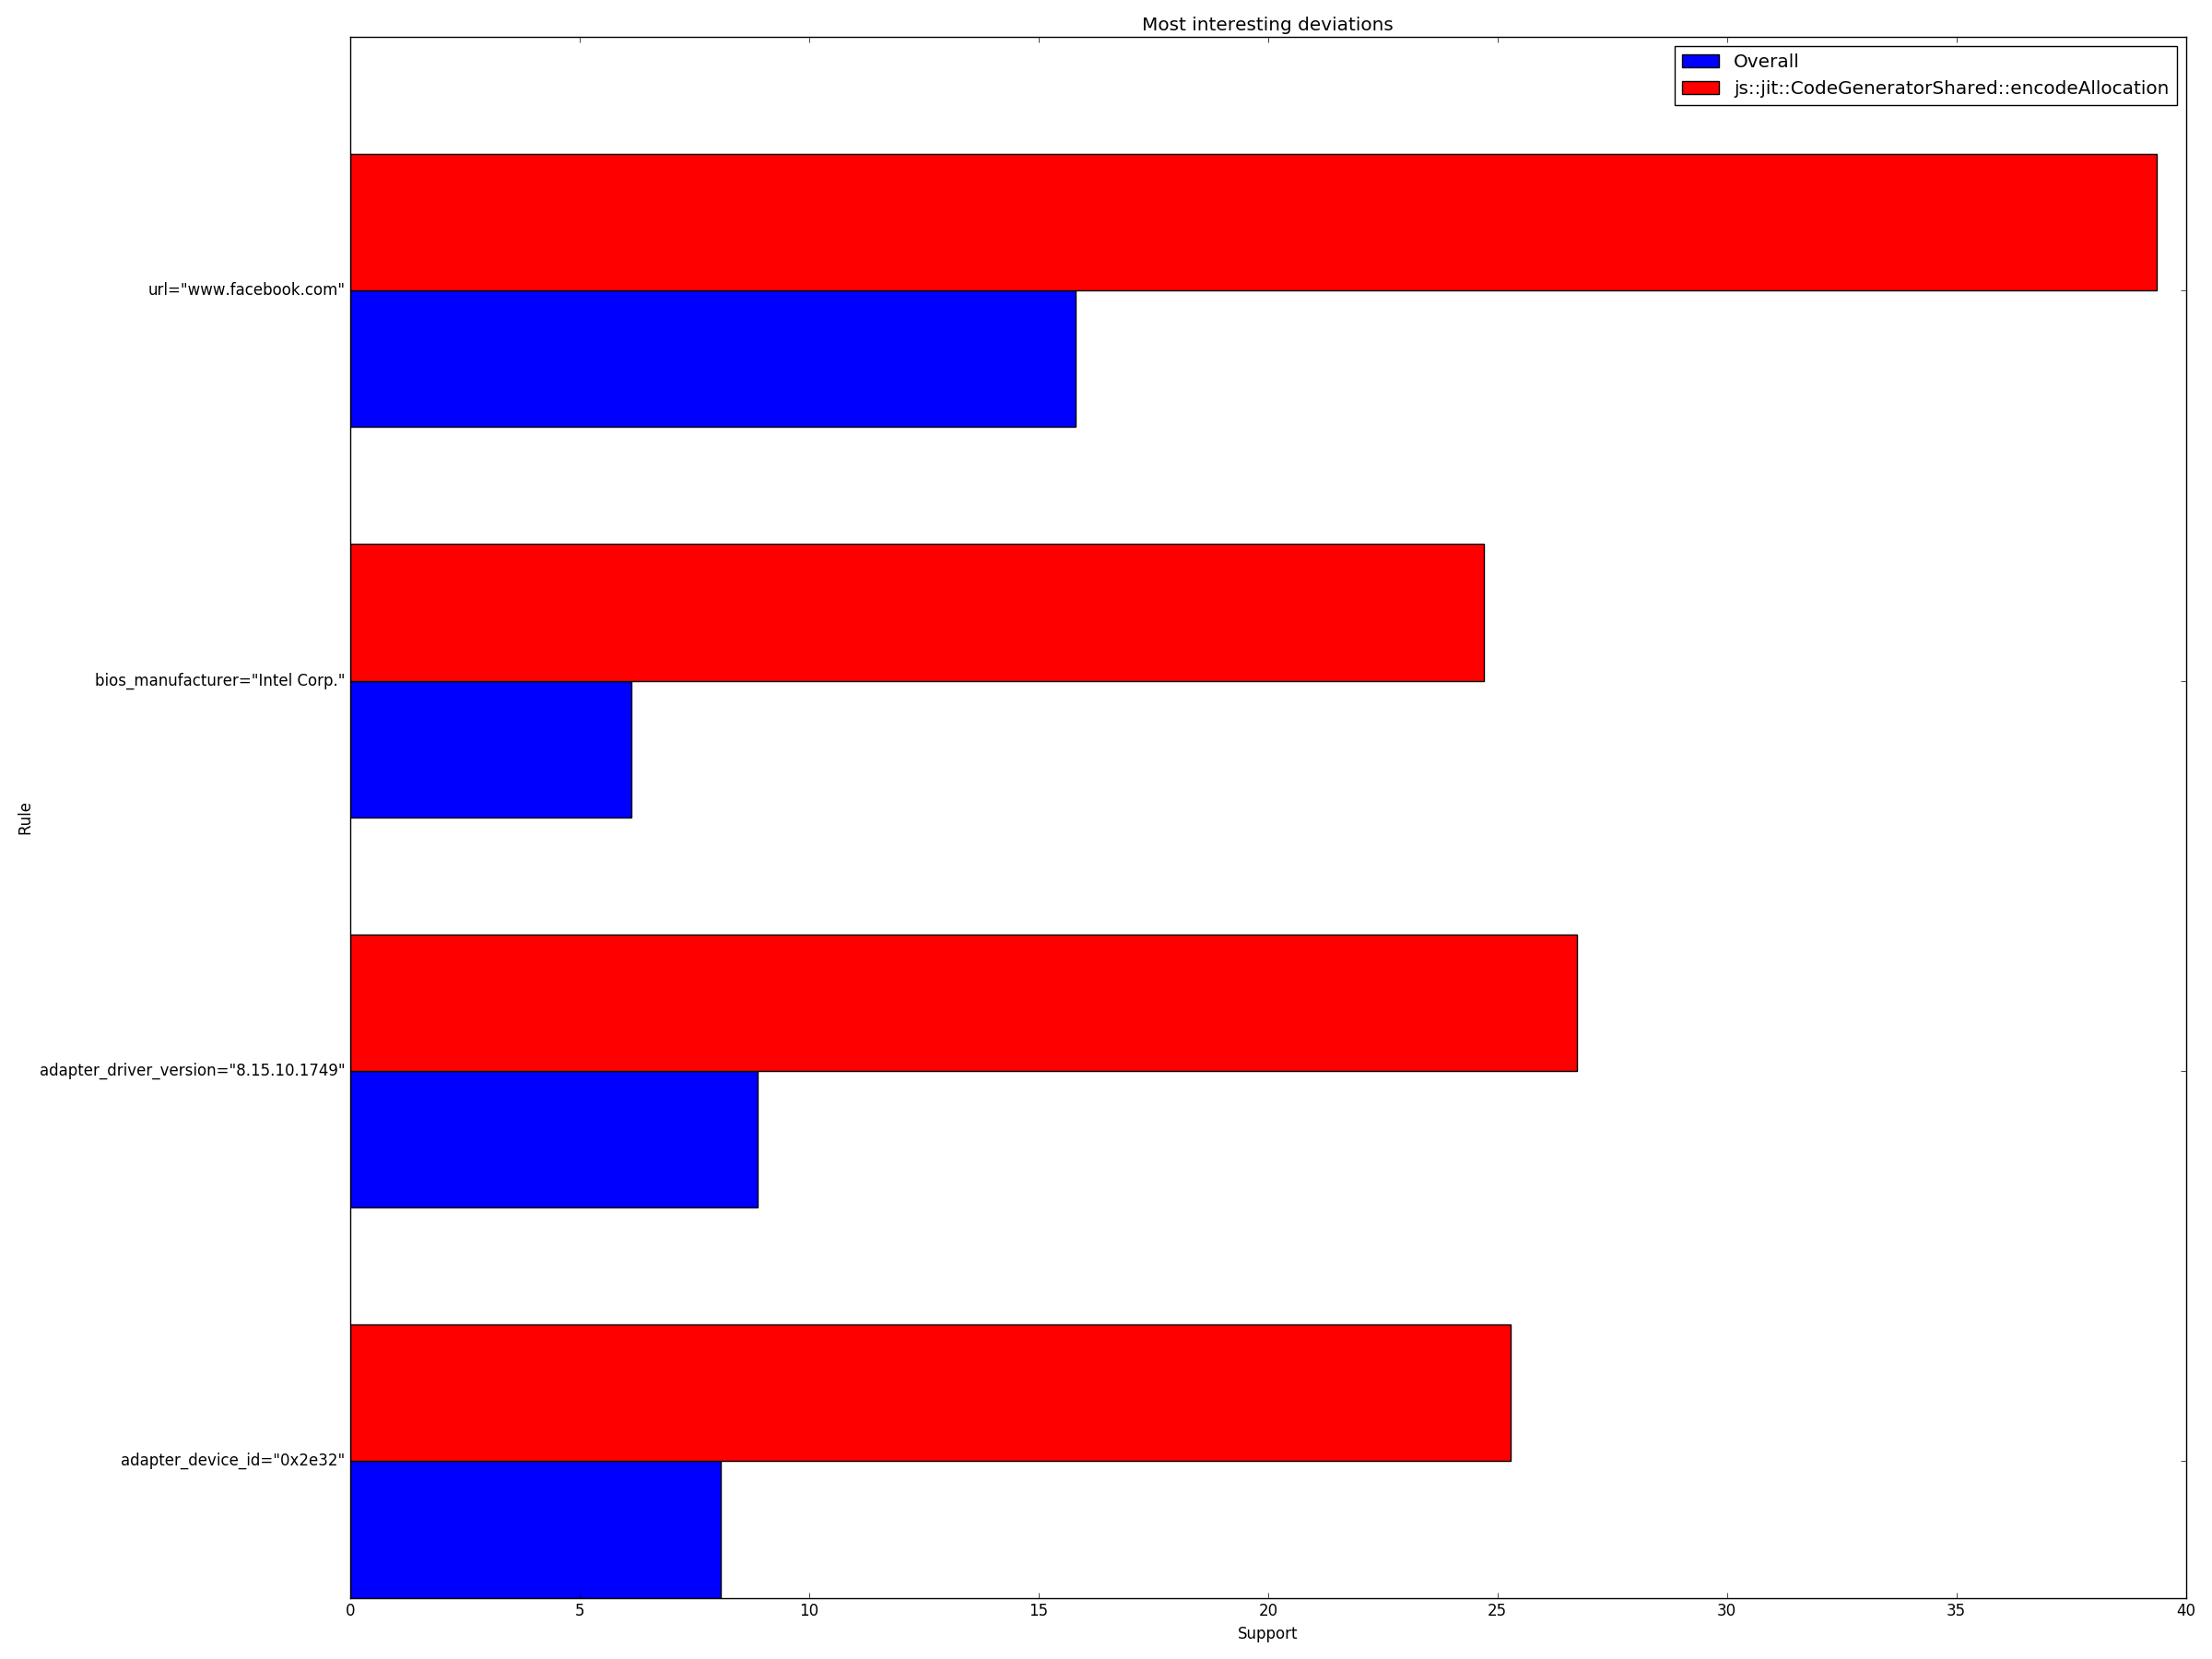 Most interesting deviations
Overall
js::jit::CodeGeneratorShared::encodeAllocation
url="www.facebook.com"
bios_manufacturer="Intel Corp."
Rule
adapter_driver_version="8.15.10.1749"
adapter_device_id="0x2e32"
0 5 10 15 20 25 30 35 40
Support